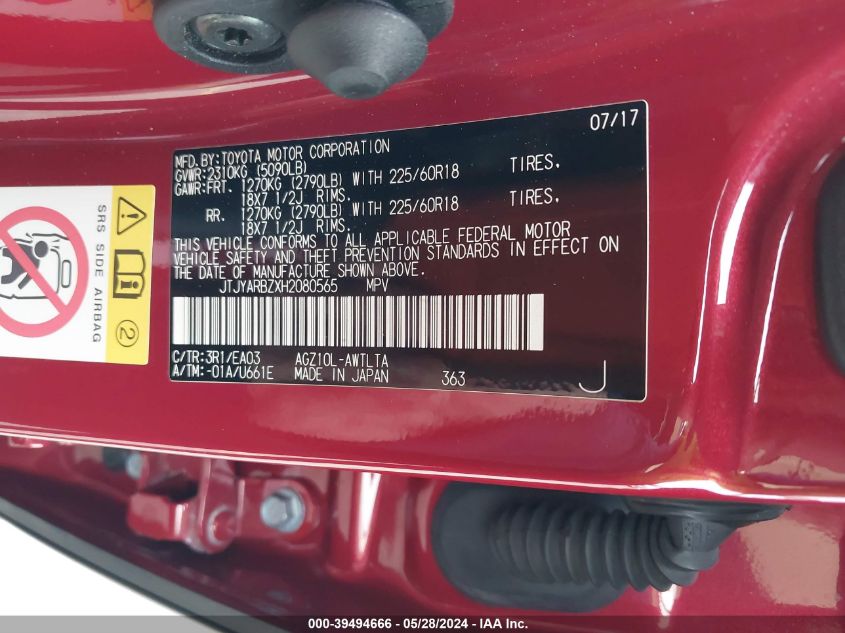 07/17
MFD. BY: TOYOTA MOTOR CORPORATION
GVWR: 2310KG (5090LB)
GAWR: FRT. 1270KG (2790LB) WITH 225/60R18 TIRES.
18X7 1/2J RIMS.
RR. 1270KG (2790LB) WITH 225/60R18 TIRES.
18X7 1/2J RIMS.
THIS VEHICLE CONFORMS TO ALL APPLICABLE FEDERAL MOTOR
VEHICLE SAFETY AND THEFT PREVENTION STANDARDS IN EFFECT ON
THE DATE OF MANUFACTURE SHOWN ABOVE.
JTJYARBZXH2080565 MPV
C/TR: 3R1/EA03 AGZ10L-AWTLTA
A/TM: -01A/U661E MADE IN JAPAN 363 J
SRS SIDE AIRBAG
2
000-39494666 - 05/28/2024 - IAA Inc.